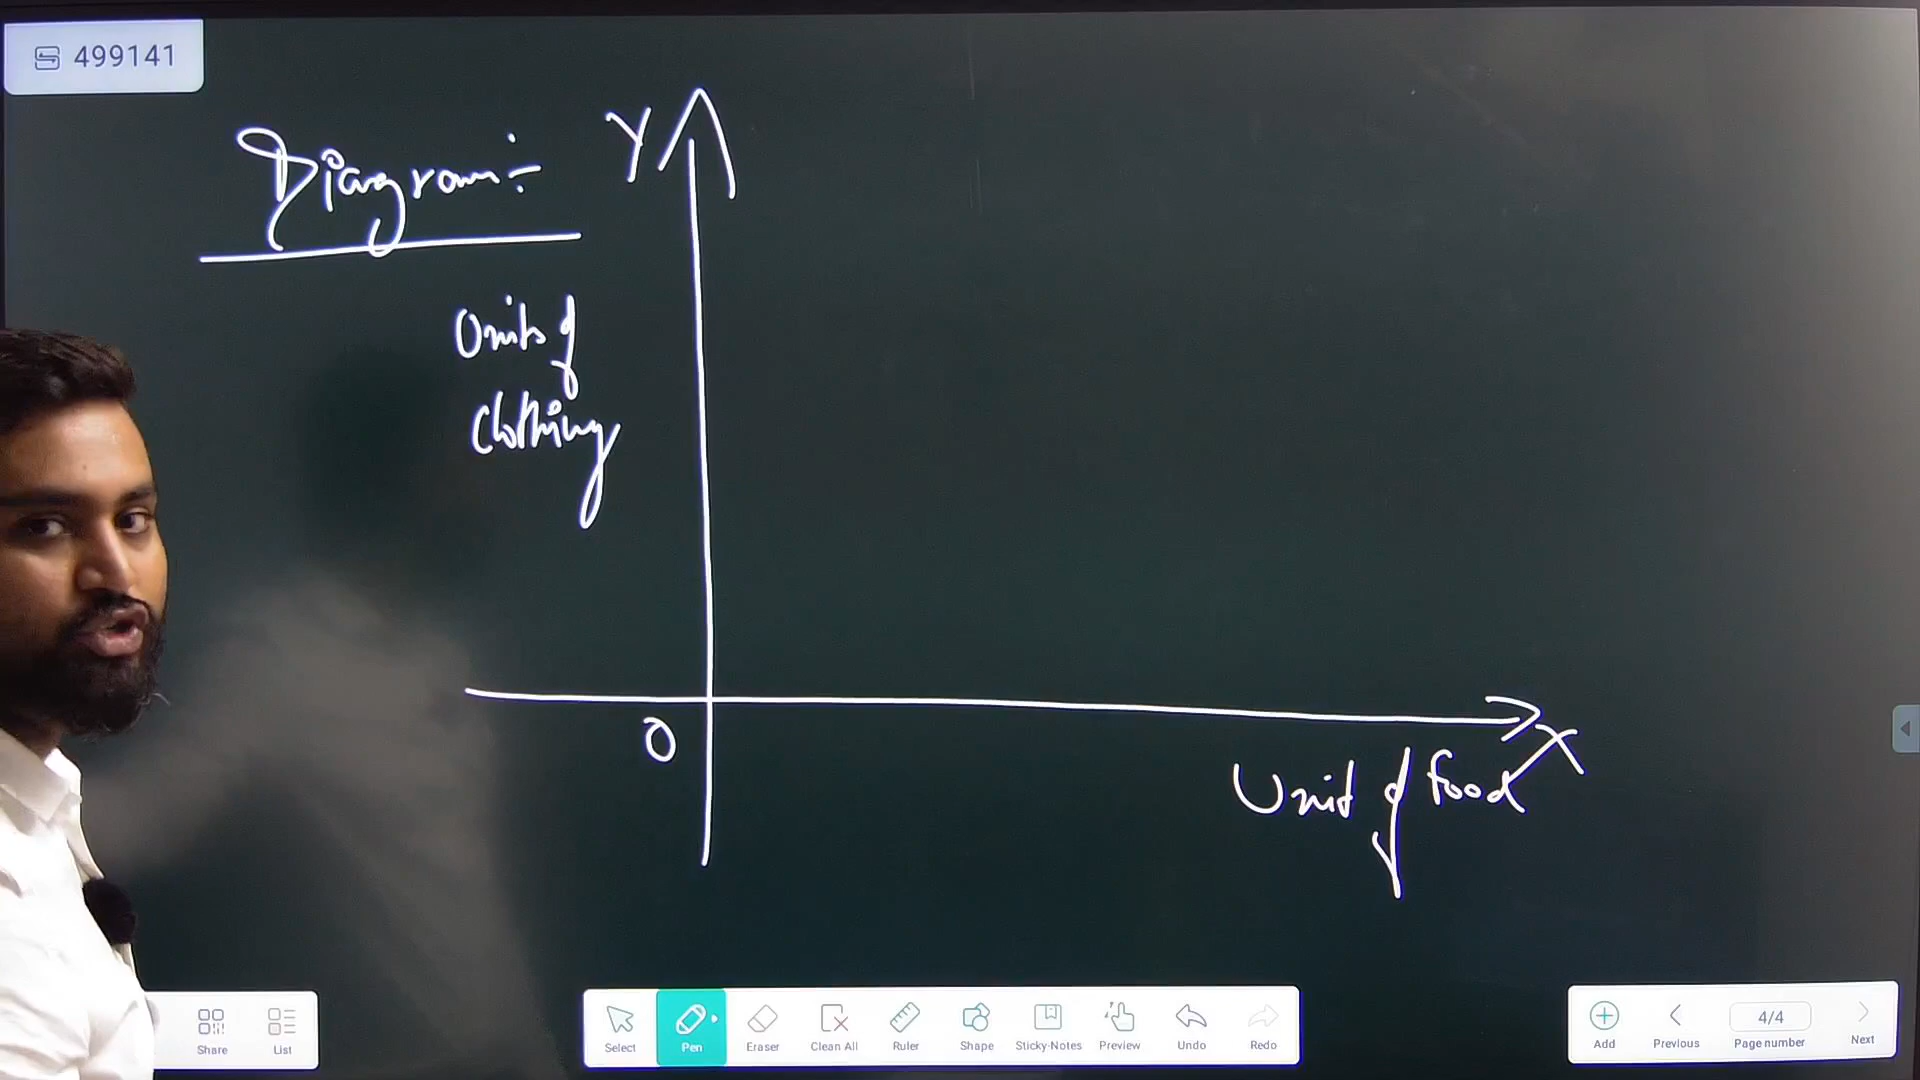 499141
Diagram:-
Y
Units of
Clothing
O
X
Unit of food
Share
List
Select
Pen
Eraser
Clean All
Ruler
Shape
Sticky-Notes
Preview
Undo
Redo
Add
Previous
4/4
Page number
Next